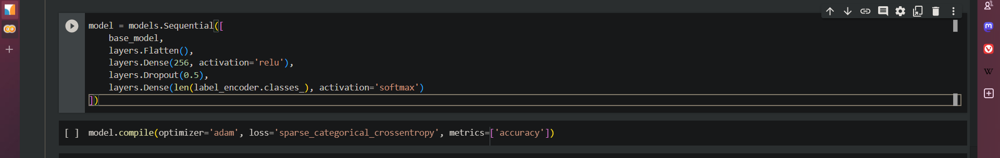 model = models.Sequential([
    base_model,
    layers.Flatten(),
    layers.Dense(256, activation='relu'),
    layers.Dropout(0.5),
    layers.Dense(len(label_encoder.classes_), activation='softmax')
])
[ ] model.compile(optimizer='adam', loss='sparse_categorical_crossentropy', metrics=['accuracy'])
W